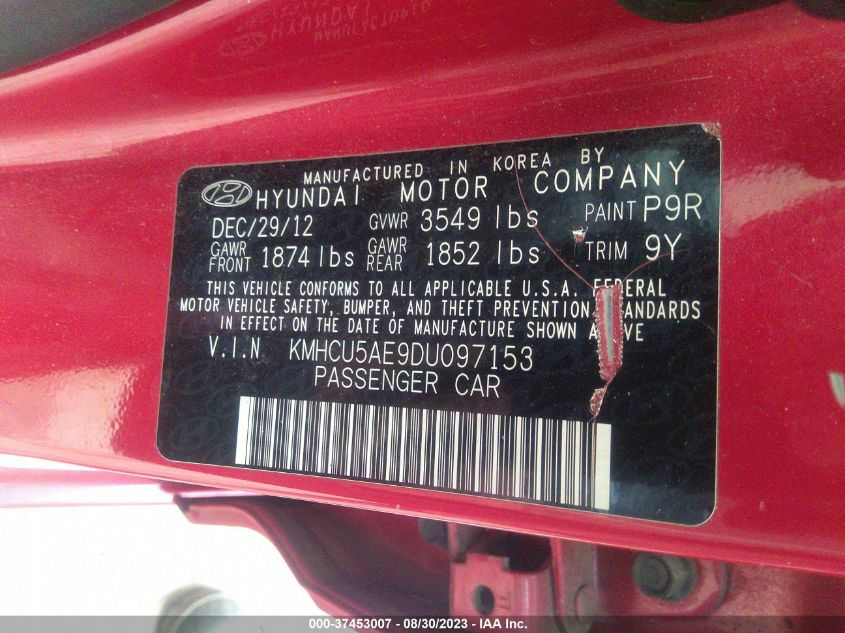 MANUFACTURED IN KOREA BY
HYUNDAI MOTOR COMPANY
DEC/29/12 GVWR 3549 lbs PAINT P9R
GAWR FRONT 1874 lbs GAWR REAR 1852 lbs TRIM 9Y
THIS VEHICLE CONFORMS TO ALL APPLICABLE U.S.A. FEDERAL
MOTOR VEHICLE SAFETY, BUMPER, AND THEFT PREVENTION STANDARDS
IN EFFECT ON THE DATE OF MANUFACTURE SHOWN ABOVE
V.I.N KMHCU5AE9DU097153
PASSENGER CAR
000-37453007 - 08/30/2023 - IAA Inc.